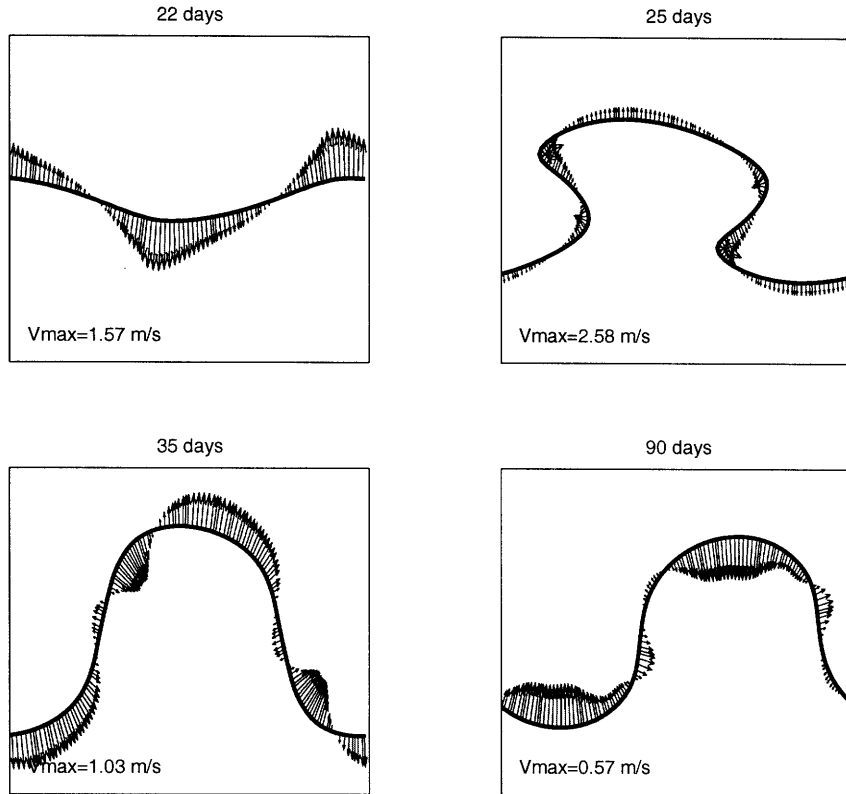 22 days
25 days
Vmax=1.57 m/s
Vmax=2.58 m/s
35 days
90 days
Vmax=1.03 m/s
Vmax=0.57 m/s